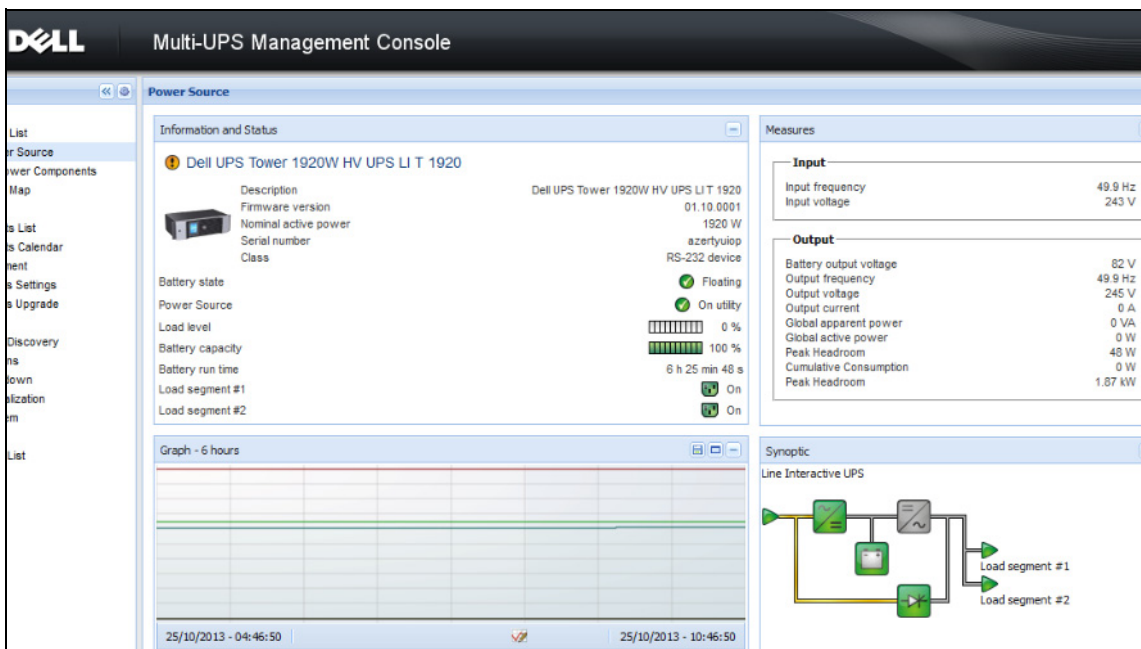 DELL
Multi-UPS Management Console
List
Source
Components
Map
List
Calendar
Settings
Upgrade
Discovery
List
Power Source
Information and Status
Dell UPS Tower 1920W HV UPS LI T 1920
Description Dell UPS Tower 1920W HV UPS LI T 1920
Firmware version 01.10.0001
Nominal active power 1920 W
Serial number azertyuiop
Class RS-232 device
Battery state Floating
Power Source On utility
Load level 0 %
Battery capacity 100 %
Battery run time 6 h 25 min 48 s
Load segment #1 On
Load segment #2 On
Measures
Input
Input frequency 49.9 Hz
Input voltage 243 V
Output
Battery output voltage 82 V
Output frequency 49.9 Hz
Output voltage 245 V
Output current 0 A
Global apparent power 0 VA
Global active power 0 W
Peak Headroom 48 W
Cumulative Consumption 0 W
Peak Headroom 1.87 kW
Graph - 6 hours
25/10/2013 - 04:46:50 25/10/2013 - 10:46:50
Synoptic
Line Interactive UPS
Load segment #1
Load segment #2